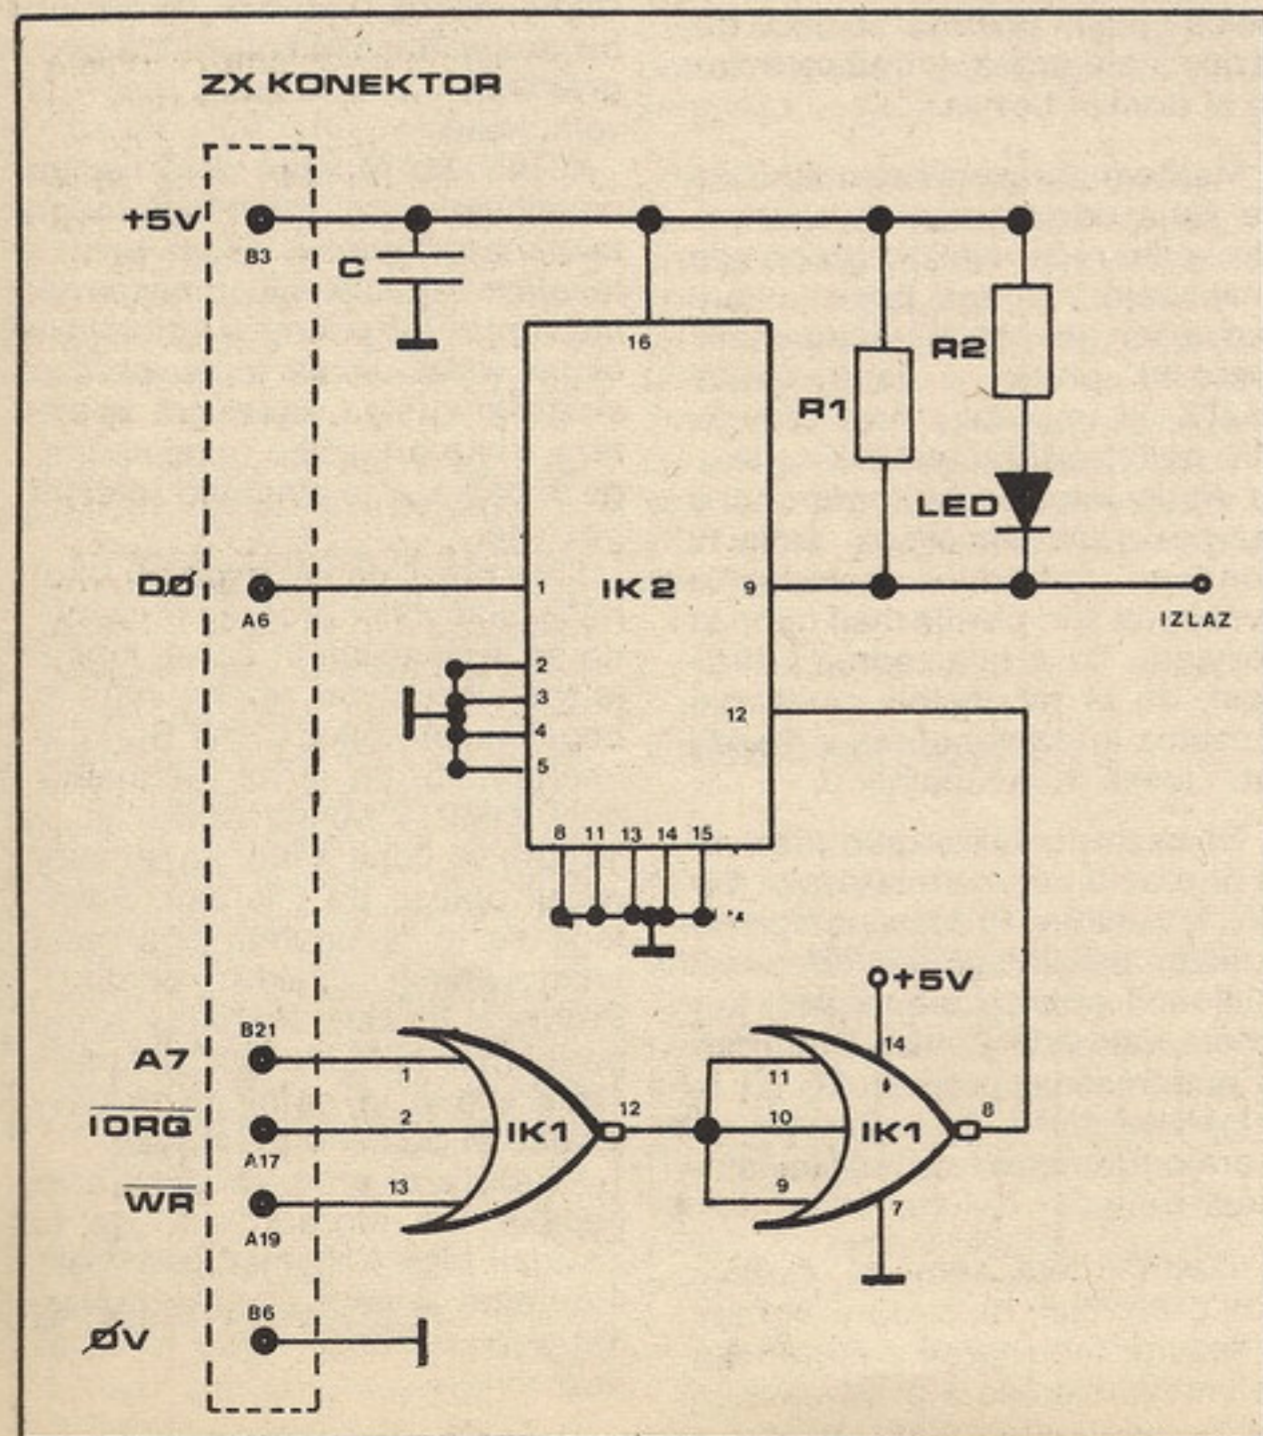 ZX KONEKTOR
+5V
B3
C
16
R1
R2
LED
DØ
A6
1
IK2
9
IZLAZ
2
3
4
5
12
8 11 13 14 15
+5V
B21
A7
1
14
11
I̅O̅R̅Q̅
2
IK1
12
10
IK1
8
A17
13
9
W̅R̅
7
A19
B6
ØV